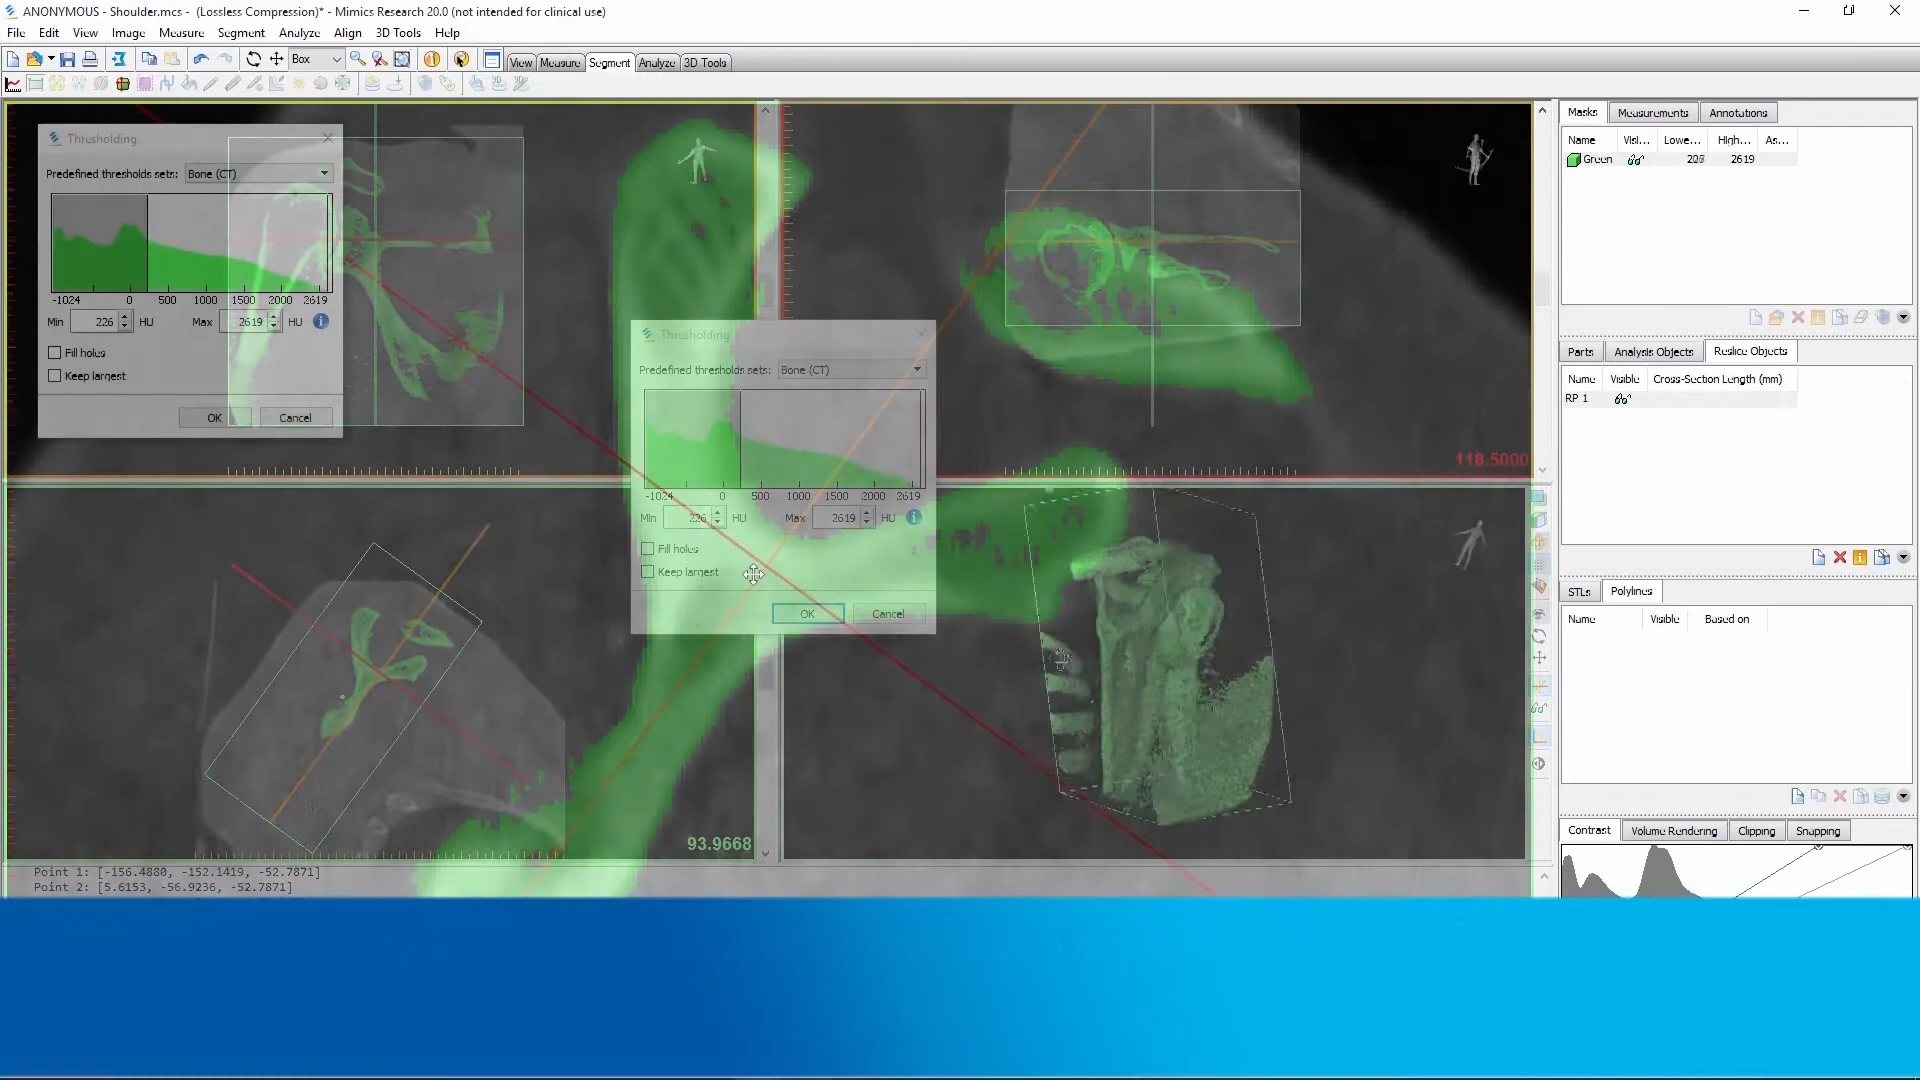 ANONYMOUS - Shoulder.mcs - (Lossless Compression)* - Mimics Research 20.0 (not intended for clinical use)
File Edit View Image Measure Segment Analyze Align 3D Tools Help
Box View Measure Segment Analyze 3D Tools
Thresholding
Predefined thresholds sets: Bone (CT)
-1024 0 500 1000 1500 2000 2619
Min 226 HU Max 2619 HU
Fill holes
Keep largest
OK Cancel
Thresholding
Predefined thresholds sets: Bone (CT)
-1024 0 500 1000 1500 2000 2619
Min 226 HU Max 2619 HU
Fill holes
Keep largest
OK Cancel
118.5000
93.9668
Point 1: [-156.4880, -152.1419, -52.7871]
Point 2: [5.6153, -56.9236, -52.7871]
Masks Measurements Annotations
Name Visi... Lowe... High... As...
Green 2619
Parts Analysis Objects Reslice Objects
Name Visible Cross-Section Length (mm)
RP 1
STLs Polylines
Name Visible Based on
Contrast Volume Rendering Clipping Snapping